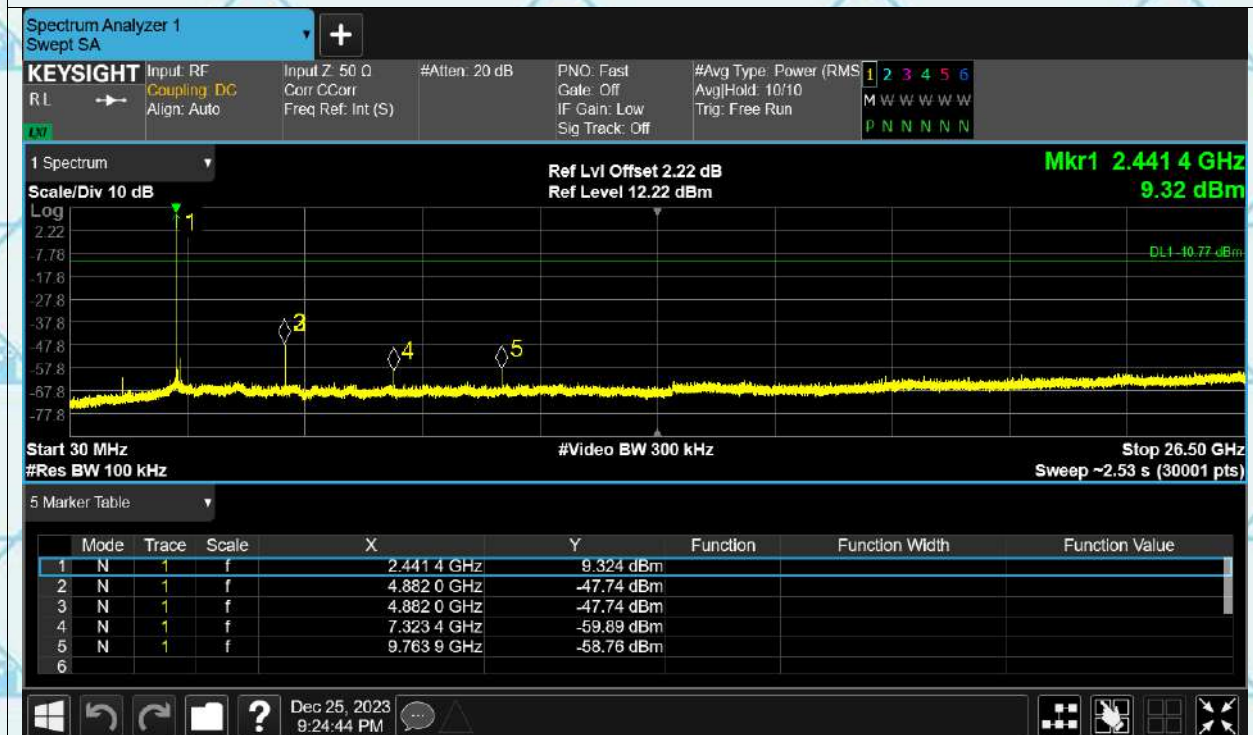 Spectrum Analyzer 1
Swept SA
+
KEYSIGHT
RL
LXI
Input: RF
Coupling: DC
Align: Auto
Input Z: 50 Ω
Corr CCorr
Freq Ref: Int (S)
#Atten: 20 dB
PNO: Fast
Gate: Off
IF Gain: Low
Sig Track: Off
#Avg Type: Power (RMS
Avg|Hold: 10/10
Trig: Free Run
1 2 3 4 5 6
M W W W W W
P N N N N N
1 Spectrum
Scale/Div 10 dB
Ref Lvl Offset 2.22 dB
Ref Level 12.22 dBm
Mkr1 2.441 4 GHz
9.32 dBm
Log
2.22
-7.78
-17.8
-27.8
-37.8
-47.8
-57.8
-67.8
-77.8
1
3
4
5
DL1 -10.77 dBm
Start 30 MHz
#Res BW 100 kHz
#Video BW 300 kHz
Stop 26.50 GHz
Sweep ~2.53 s (30001 pts)
5 Marker Table
Mode Trace Scale X Y Function Function Width Function Value
1 N 1 f 2.441 4 GHz 9.324 dBm
2 N 1 f 4.882 0 GHz -47.74 dBm
3 N 1 f 4.882 0 GHz -47.74 dBm
4 N 1 f 7.323 4 GHz -59.89 dBm
5 N 1 f 9.763 9 GHz -58.76 dBm
6
?
Dec 25, 2023
9:24:44 PM